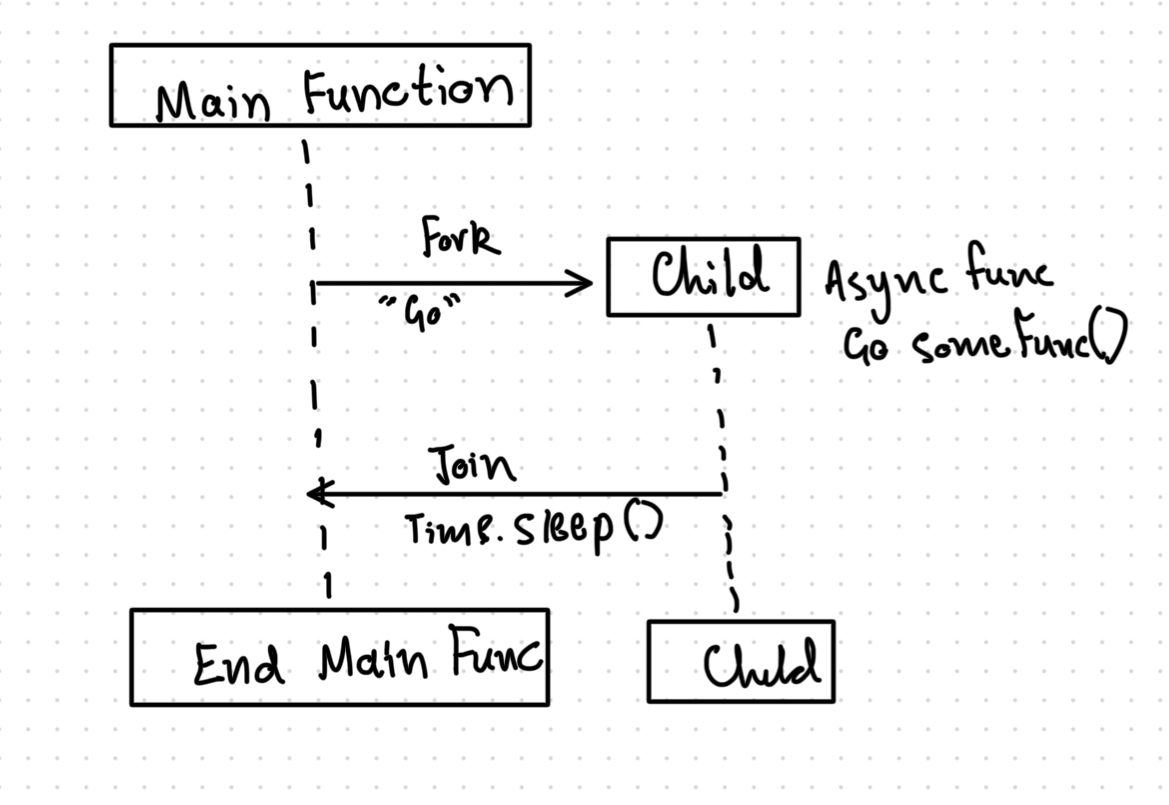 Main Function
Fork
"Go"
Child
Async func
Go someFunc()
Join
Time.sleep()
End Main Func
Child